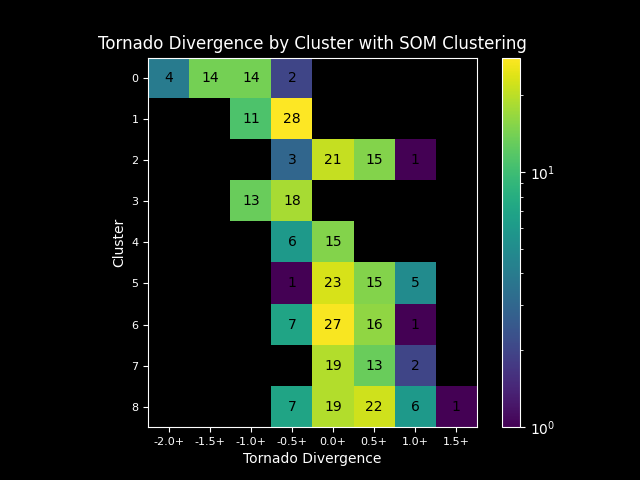 Tornado Divergence by Cluster with SOM Clustering
0 4 14 14 2
1 11 28
2 3 21 15 1
3 13 18
4 6 15
5 1 23 15 5
6 7 27 16 1
7 19 13 2
8 7 19 22 6 1
-2.0+ -1.5+ -1.0+ -0.5+ 0.0+ 0.5+ 1.0+ 1.5+
Tornado Divergence
Cluster
10¹
10⁰